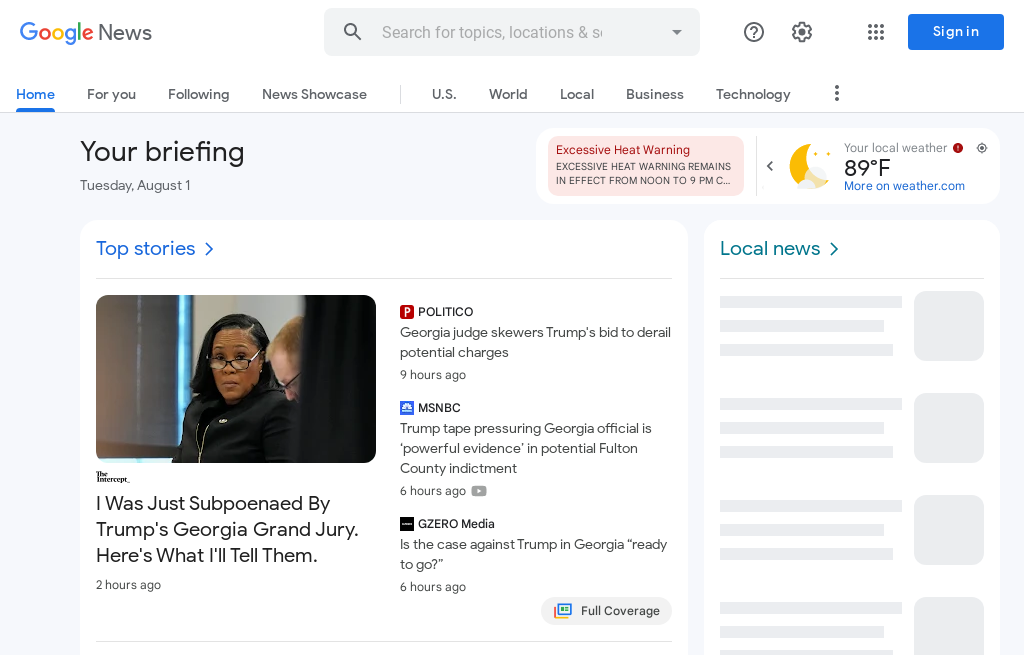 Google News
Search for topics, locations & so
Sign in
Home
For you
Following
News Showcase
U.S.
World
Local
Business
Technology
Your briefing
Tuesday, August 1
Excessive Heat Warning
EXCESSIVE HEAT WARNING REMAINS
IN EFFECT FROM NOON TO 9 PM C...
Your local weather
89°F
More on weather.com
Top stories
The
Intercept_
I Was Just Subpoenaed By
Trump's Georgia Grand Jury.
Here's What I'll Tell Them.
2 hours ago
P POLITICO
Georgia judge skewers Trump's bid to derail
potential charges
9 hours ago
MSNBC
Trump tape pressuring Georgia official is
‘powerful evidence’ in potential Fulton
County indictment
6 hours ago
GZERO Media
Is the case against Trump in Georgia “ready
to go?”
6 hours ago
Full Coverage
Local news